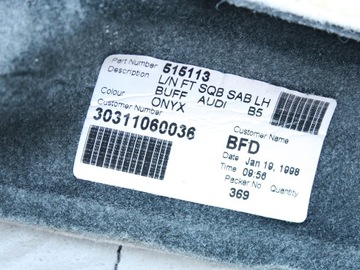 Part Number 515113
Description L/N FT SQB SAB LH
BUFF AUDI B5
Colour ONYX
Customer Number
30311060036
Customer Name
BFD
Date Jan 19, 1998
Time 09:56
Packer No Quantity
369